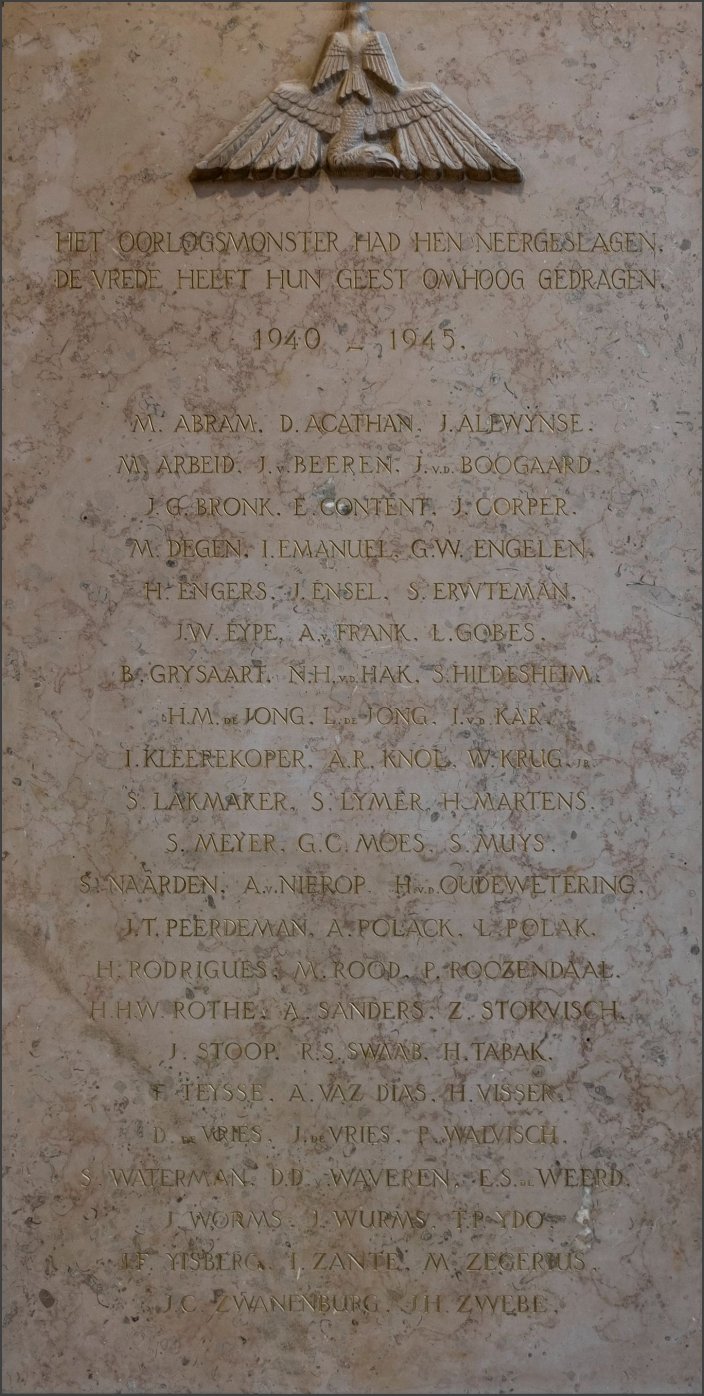 HET OORLOGSMONSTER HAD HEN NEERGESLAGEN,
DE VREDE HEEFT HUN GEEST OMHOOG GEDRAGEN.
1940 – 1945.
M. ABRAM. D. ACATHAN. J. ALEWYNSE.
M. ARBEID. J. v. BEEREN. J. v.d. BOOGAARD.
J.G. BRONK. E. CONTENT. J. CORPER.
M. DEGEN. I. EMANUEL. G.W. ENGELEN.
H. ENGERS. J. ENSEL. S. ERWTEMAN.
J.W. EYPE. A. FRANK. L. GOBES.
B. GRYSAART. N.H. v.d. HAK. S. HILDESHEIM.
H.M. de JONG. L. de JONG. I. v.d. KAR.
I. KLEEREKOPER. A.R. KNOL. W. KRUG. JR.
S. LAKMAKER. S. LYMER. H. MARTENS.
S. MEYER. G.C. MOES. S. MUYS.
S. NAARDEN. A. v. NIEROP. H. v.d. OUDEWETERING.
J.T. PEERDEMAN. A. POLACK. L. POLAK.
H. RODRIGUES. M. ROOD. P. ROOZENDAAL.
H.H.W. ROTHE. A. SANDERS. Z. STOKVISCH.
J. STOOP. R.S. SWAAB. H. TABAK.
F. TEYSSE. A. VAZ DIAS. H. VISSER.
D. de VRIES. J. de VRIES. P. WALVISCH.
S. WATERMAN. D.D. v. WAVEREN. E.S. de WEERD.
J. WORMS. J. WURMS. T.P. YDO.
J.F. YISBERG. I. ZANTE. M. ZEGERIUS.
J.C. ZWANENBURG. J.H. ZWEBE.